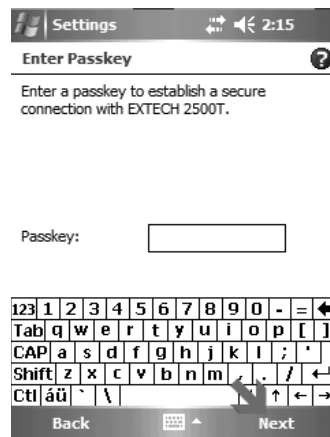 Settings 2:15
Enter Passkey ?
Enter a passkey to establish a secure
connection with EXTECH 2500T.
Passkey:
123 1 2 3 4 5 6 7 8 9 0 - =
Tab q w e r t y u i o p [ ]
CAP a s d f g h j k l ; '
Shift z x c v b n m , . /
Ctl áü ` \
Back Next